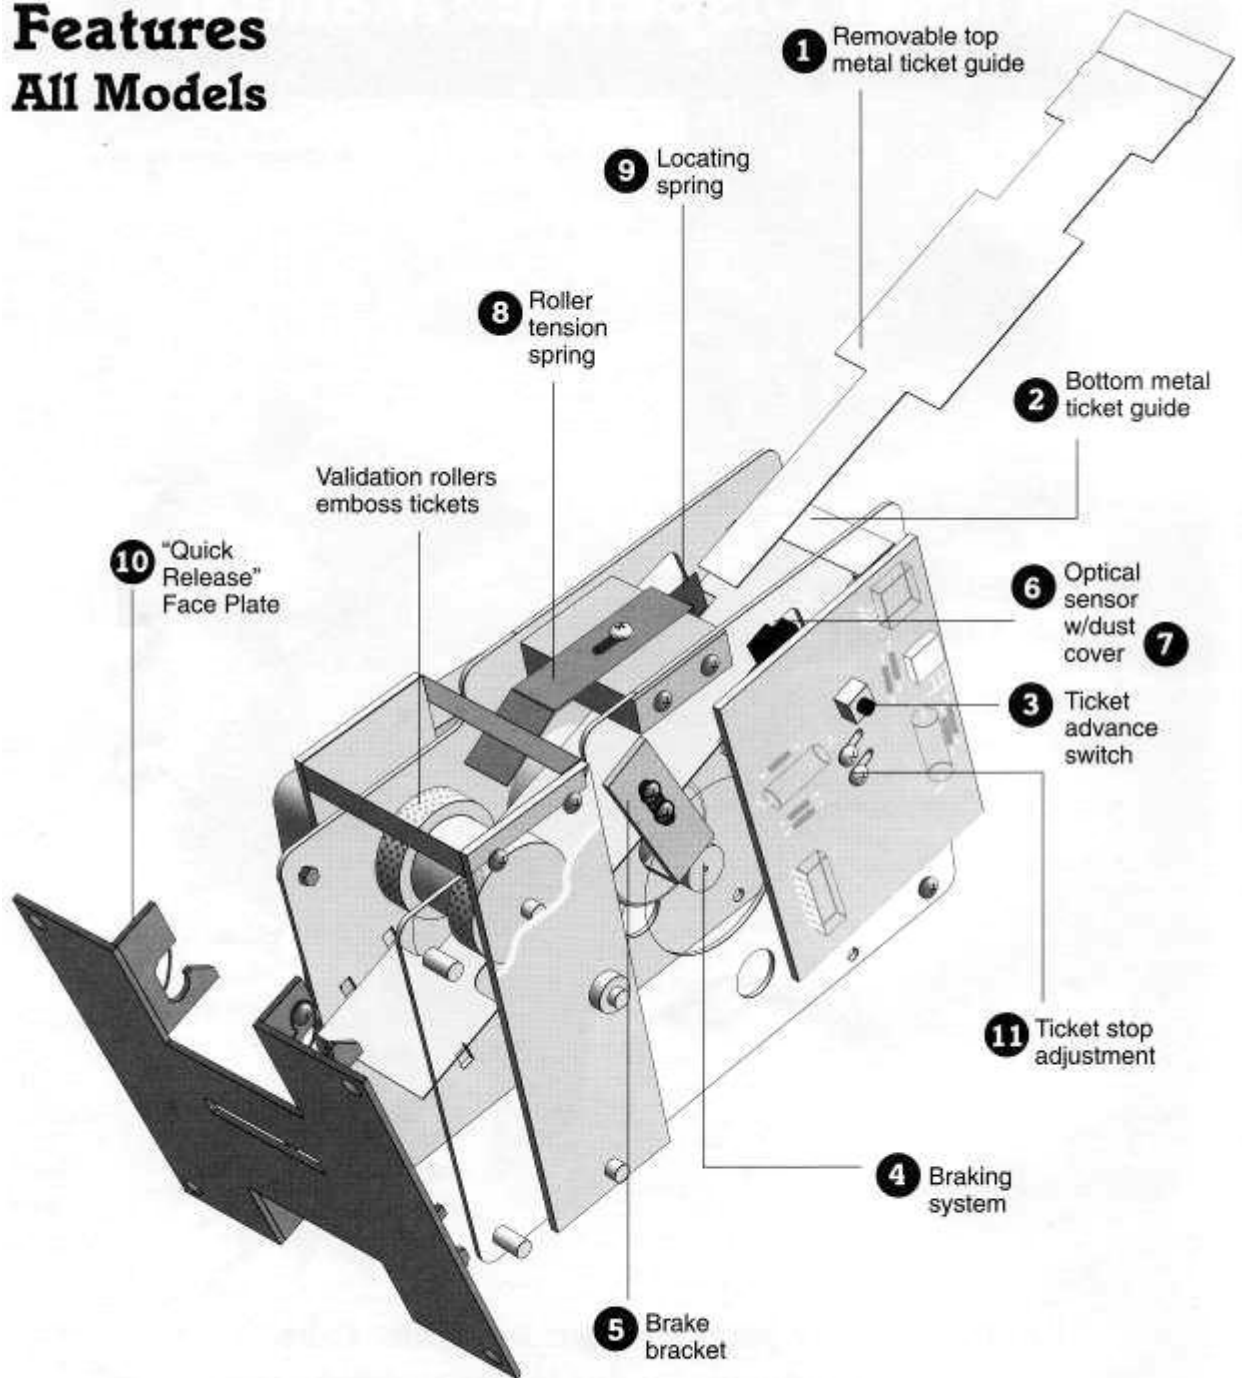 Features
All Models
1 Removable top
metal ticket guide
9 Locating
spring
8 Roller
tension
spring
2 Bottom metal
ticket guide
Validation rollers
emboss tickets
10 "Quick
Release"
Face Plate
6 Optical
sensor
w/dust
cover 7
3 Ticket
advance
switch
11 Ticket stop
adjustment
4 Braking
system
5 Brake
bracket